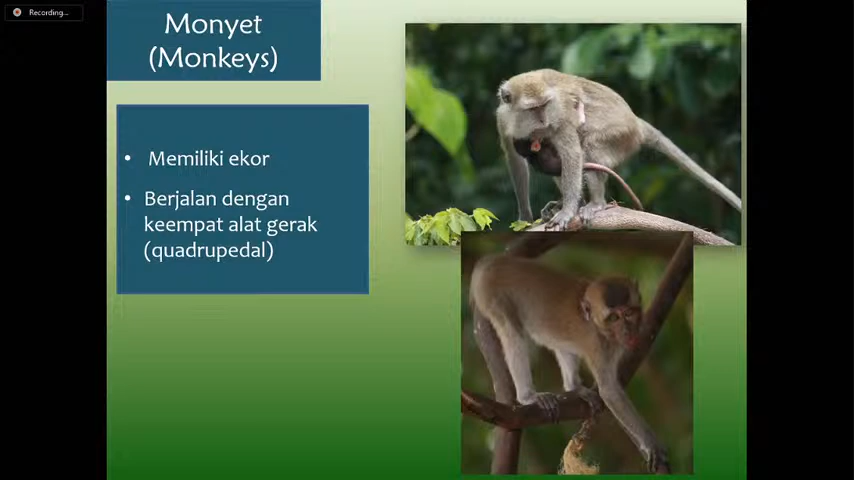 Recording...
Monyet
(Monkeys)
• Memiliki ekor
• Berjalan dengan
keempat alat gerak
(quadrupedal)